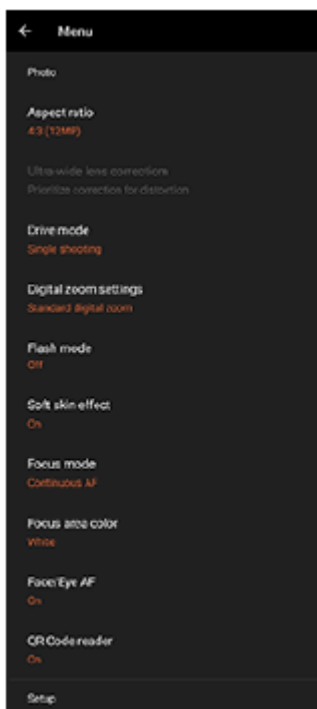 Menu
Photo
Aspect ratio
4:3 (12MP)
Ultra-wide lens correction
Prioritize correction for distortion
Drive mode
Single shooting
Digital zoom settings
Standard digital zoom
Flash mode
Off
Soft skin effect
On
Focus mode
Continuous AF
Focus area color
White
Face/Eye AF
On
QR Code reader
On
Setup